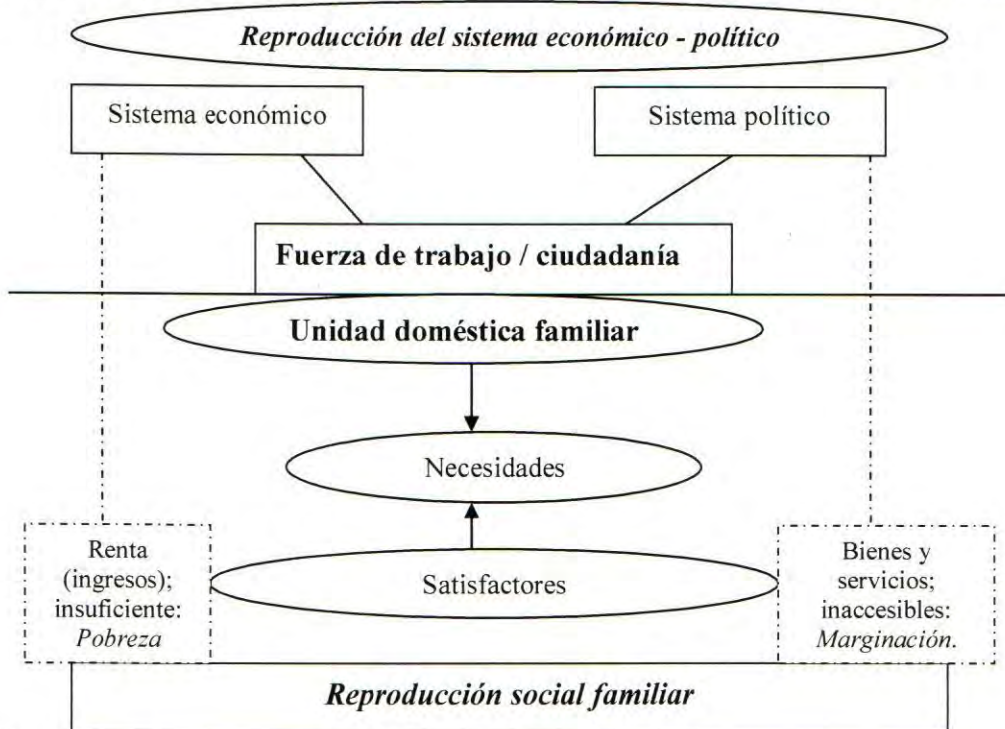 Reproducción del sistema económico - político
Sistema económico
Sistema político
Fuerza de trabajo / ciudadanía
Unidad doméstica familiar
Necesidades
Renta
(ingresos);
insuficiente:
Pobreza
Satisfactores
Bienes y
servicios;
inaccesibles:
Marginación.
Reproducción social familiar